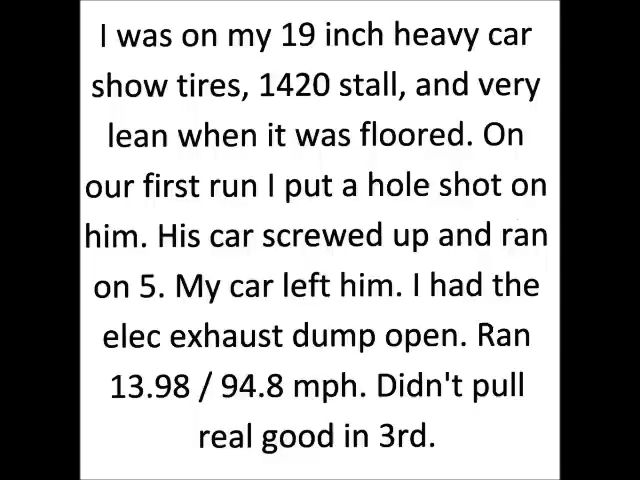 I was on my 19 inch heavy car
show tires, 1420 stall, and very
lean when it was floored. On
our first run I put a hole shot on
him. His car screwed up and ran
on 5. My car left him. I had the
elec exhaust dump open. Ran
13.98 / 94.8 mph. Didn't pull
real good in 3rd.